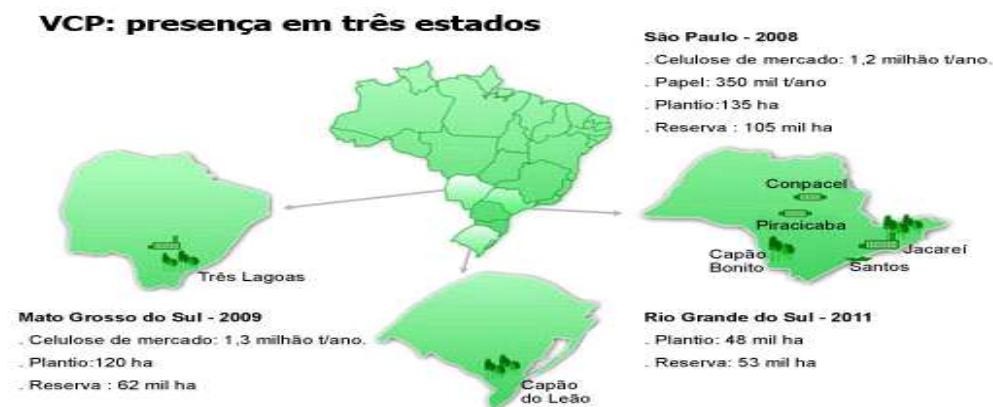 VCP: presença em três estados
São Paulo - 2008
. Celulose de mercado: 1,2 milhão t/ano.
. Papel: 350 mil t/ano
. Plantio:135 ha
. Reserva : 105 mil ha
Conpacel
Piracicaba
Capão
Bonito
Jacareí
Santos
Três Lagoas
Mato Grosso do Sul - 2009
. Celulose de mercado: 1,3 milhão t/ano.
. Plantio:120 ha
. Reserva : 62 mil ha
Capão
do Leão
Rio Grande do Sul - 2011
. Plantio: 48 mil ha
. Reserva: 53 mil ha